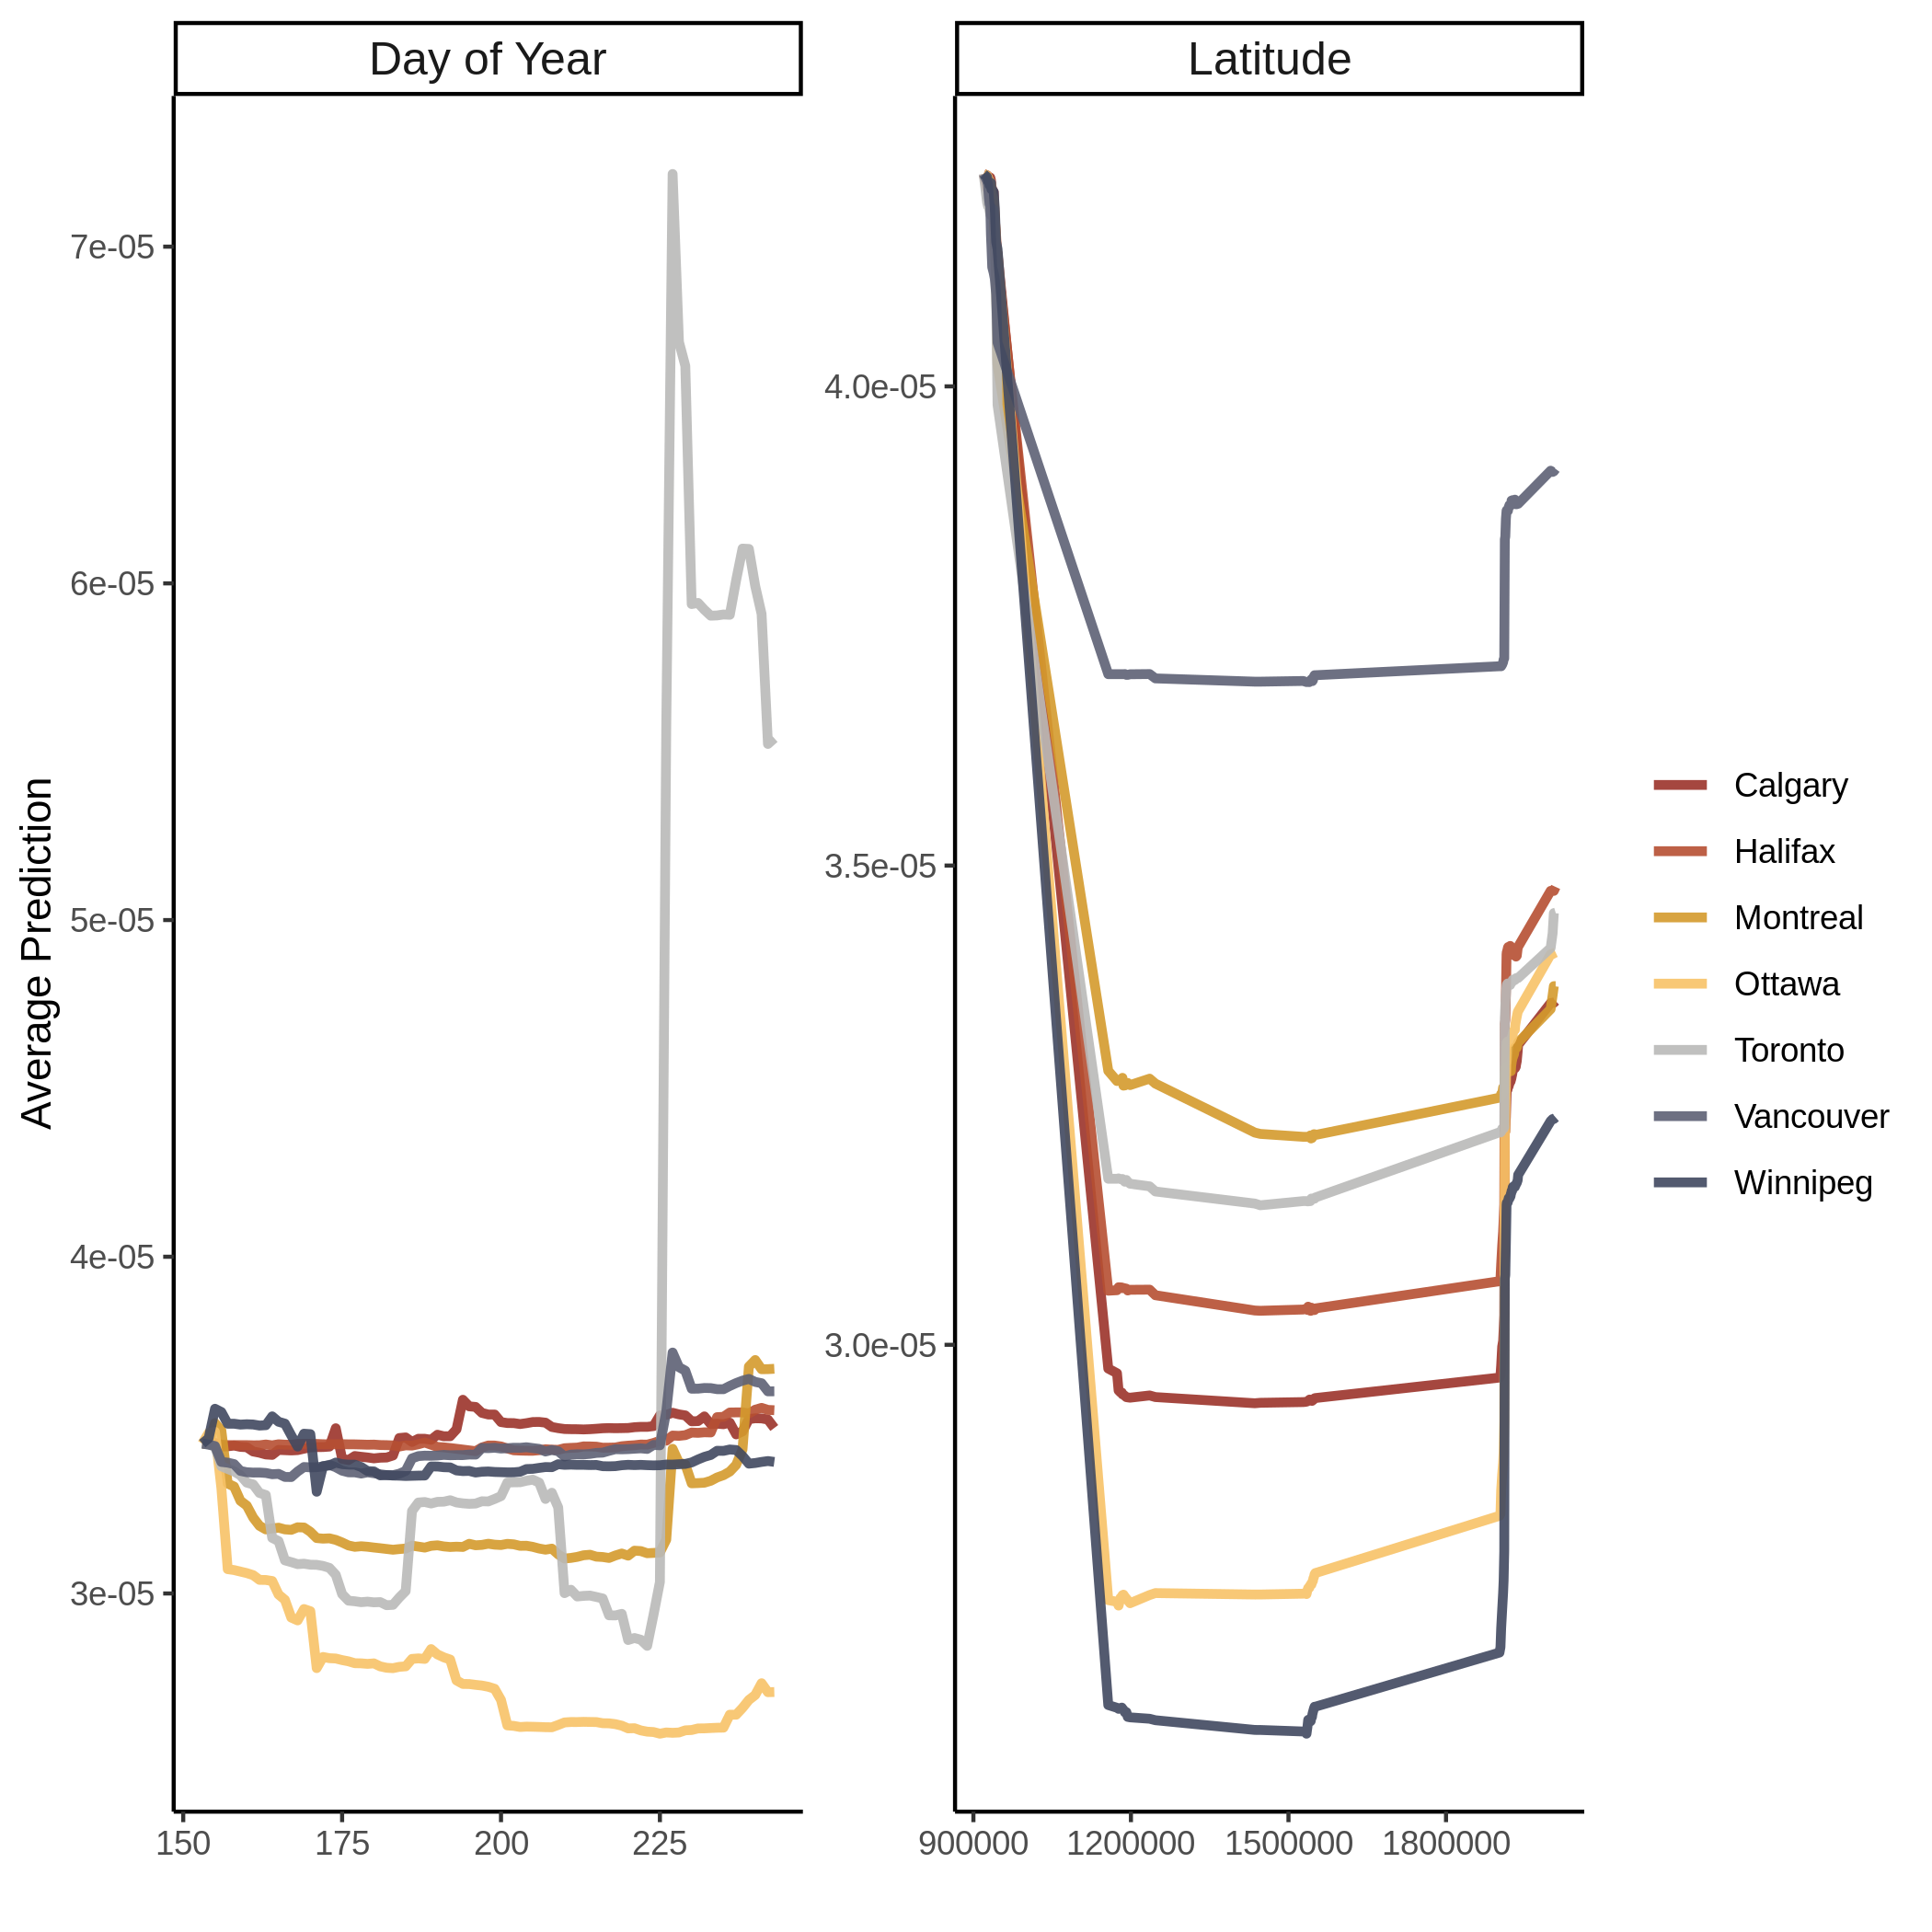 Day of Year
Latitude
Average Prediction
7e-05
6e-05
5e-05
4e-05
3e-05
4.0e-05
3.5e-05
3.0e-05
150 175 200 225
900000 1200000 1500000 1800000
Calgary
Halifax
Montreal
Ottawa
Toronto
Vancouver
Winnipeg